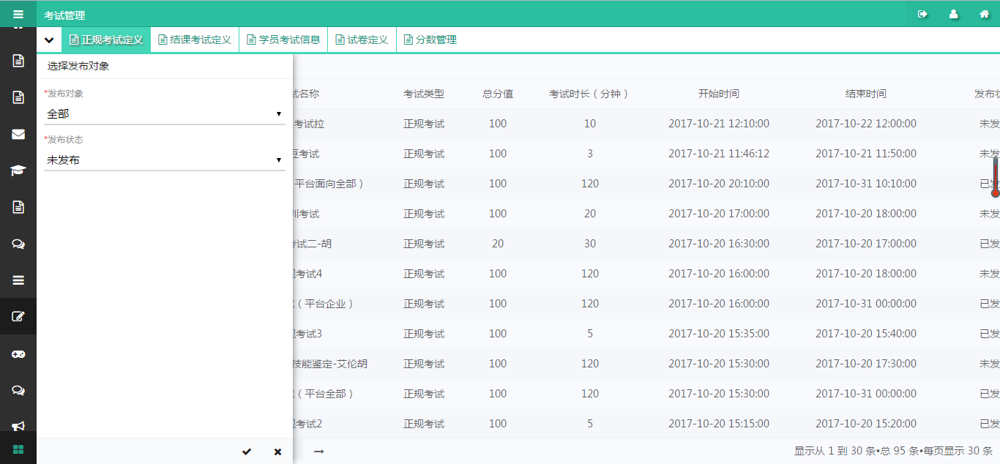 考试管理
正规考试定义 结课考试定义 学员考试信息 试卷定义 分数管理
选择发布对象
*发布对象
全部
*发布状态
未发布
试名称 考试类型 总分值 考试时长（分钟） 开始时间 结束时间 发布状
考试拉 正规考试 100 10 2017-10-21 12:10:00 2017-10-22 12:00:00 未发
考试 正规考试 100 3 2017-10-21 11:46:12 2017-10-21 11:50:00 未发
平台面向全部） 正规考试 100 120 2017-10-20 20:10:00 2017-10-31 10:10:00 已发
考试 正规考试 100 20 2017-10-20 17:00:00 2017-10-20 18:00:00 未发
考试二-胡 正规考试 20 30 2017-10-20 16:30:00 2017-10-20 17:00:00 已发
考试4 正规考试 100 120 2017-10-20 16:00:00 2017-10-20 18:00:00 未发
（平台企业） 正规考试 100 120 2017-10-20 16:00:00 2017-10-31 00:00:00 已发
考试3 正规考试 100 5 2017-10-20 15:35:00 2017-10-20 15:40:00 已发
技能鉴定-艾伦胡 正规考试 100 120 2017-10-20 15:30:00 2017-10-20 17:30:00 未发
（平台全部） 正规考试 100 120 2017-10-20 15:30:00 2017-10-31 00:00:00 已发
考试2 正规考试 100 5 2017-10-20 15:15:00 2017-10-20 15:20:00 已发
显示从 1 到 30 条•总 95 条•每页显示 30 条